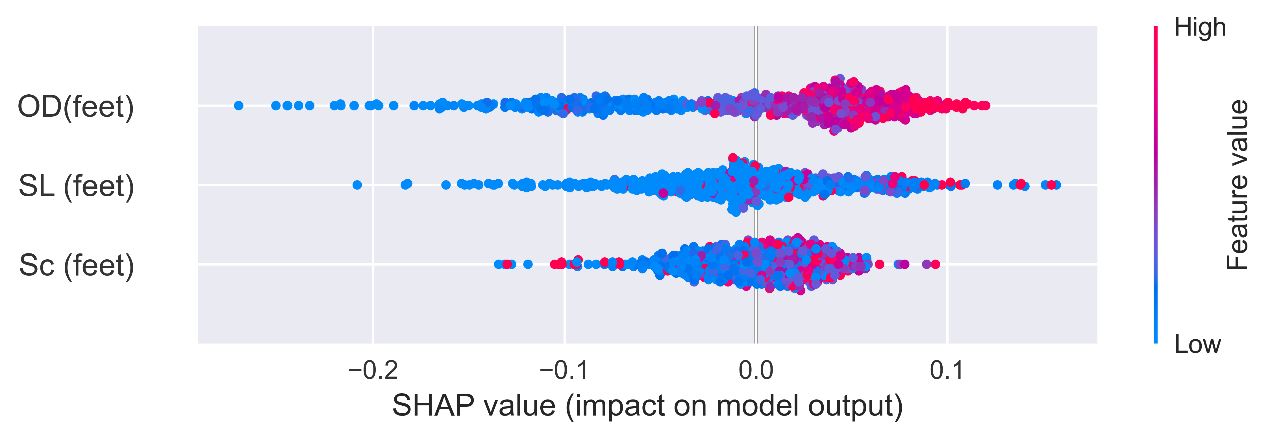 High
OD(feet)
SL (feet)
Sc (feet)
Feature value
Low
−0.2 −0.1 0.0 0.1
SHAP value (impact on model output)